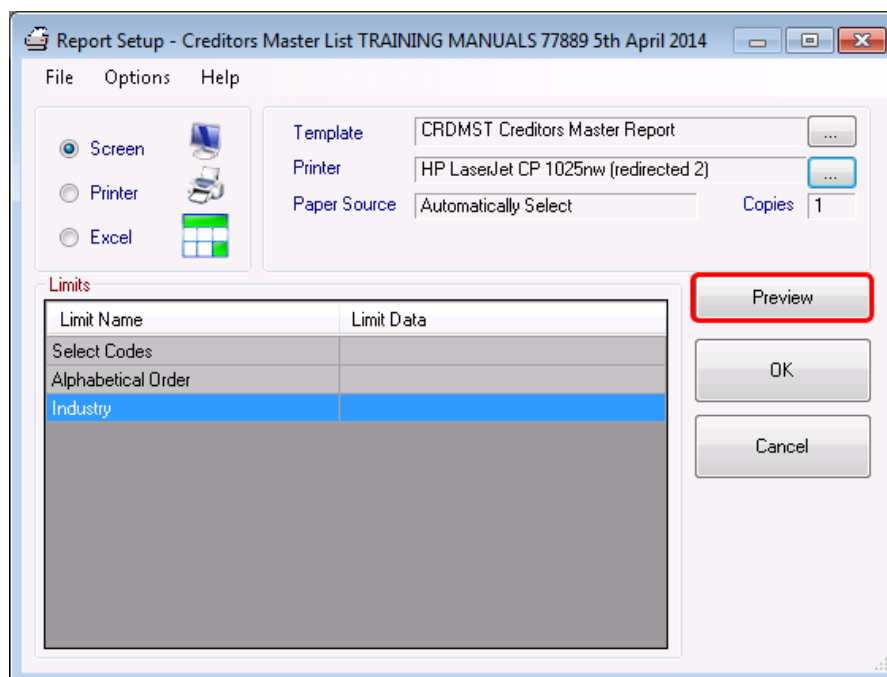 Report Setup - Creditors Master List TRAINING MANUALS 77889 5th April 2014
File Options Help
Screen
Printer
Excel
Template CRDMST Creditors Master Report ...
Printer HP LaserJet CP 1025nw (redirected 2) ...
Paper Source Automatically Select Copies 1
Limits
Limit Name Limit Data
Select Codes
Alphabetical Order
Industry
Preview
OK
Cancel